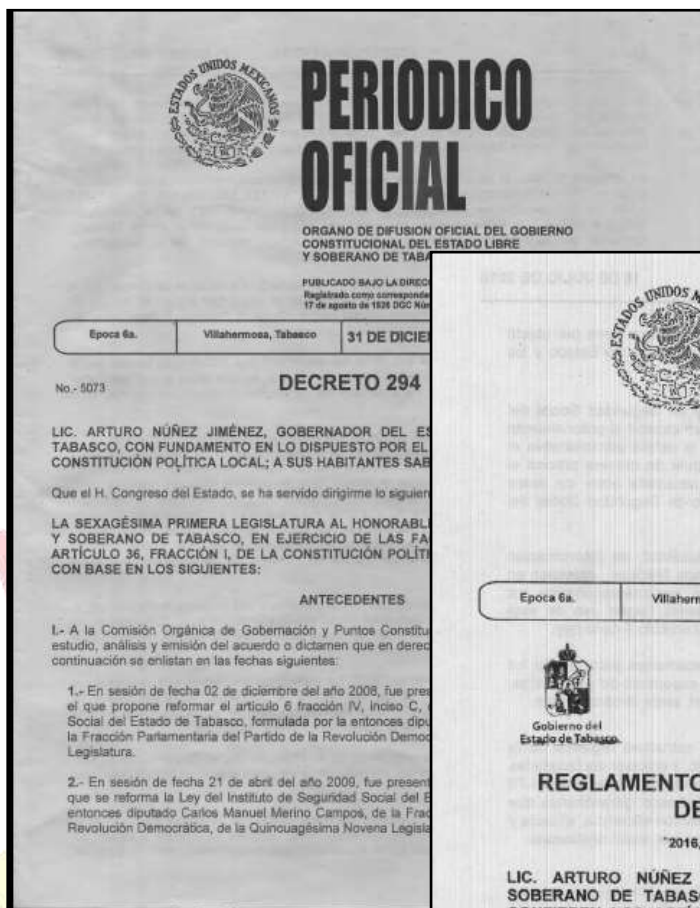 ESTADOS UNIDOS MEXICANOS
PERIODICO
OFICIAL
ORGANO DE DIFUSION OFICIAL DEL GOBIERNO
CONSTITUCIONAL DEL ESTADO LIBRE
Y SOBERANO DE TABA
PUBLICADO BAJO LA DIREC
Registrado como corresponde
17 de agosto de 1926 DGC Núm
Epoca 6a.
Villahermosa, Tabasco
31 DE DICIE
No.- 5073
DECRETO 294
LIC. ARTURO NÚÑEZ JIMÉNEZ, GOBERNADOR DEL ES
TABASCO, CON FUNDAMENTO EN LO DISPUESTO POR EL
CONSTITUCIÓN POLÍTICA LOCAL; A SUS HABITANTES SAB
Que el H. Congreso del Estado, se ha servido dirigirme lo siguien
LA SEXAGÉSIMA PRIMERA LEGISLATURA AL HONORABL
Y SOBERANO DE TABASCO, EN EJERCICIO DE LAS FA
ARTÍCULO 36, FRACCIÓN I, DE LA CONSTITUCIÓN POLÍTI
CON BASE EN LOS SIGUIENTES:
ANTECEDENTES
I.- A la Comisión Orgánica de Gobernación y Puntos Constitu
estudio, análisis y emisión del acuerdo o dictamen que en derec
continuación se enlistan en las fechas siguientes:
1.- En sesión de fecha 02 de diciembre del año 2008, fue pres
el que propone reformar el artículo 6 fracción IV, inciso C,
Social del Estado de Tabasco, formulada por la entonces dipu
la Fracción Parlamentaria del Partido de la Revolución Democ
Legislatura.
2.- En sesión de fecha 21 de abril del año 2009, fue present
que se reforma la Ley del Instituto de Seguridad Social del E
entonces diputado Carlos Manuel Merino Campos, de la Frac
Revolución Democrática, de la Quincuagésima Novena Legisla
ESTADOS UNIDOS M
Epoca 6a.
Villaherm
Gobierno del
Estado de Tabasco
REGLAMENTO
DE
"2016,
LIC. ARTURO NÚÑEZ
SOBERANO DE TABASC